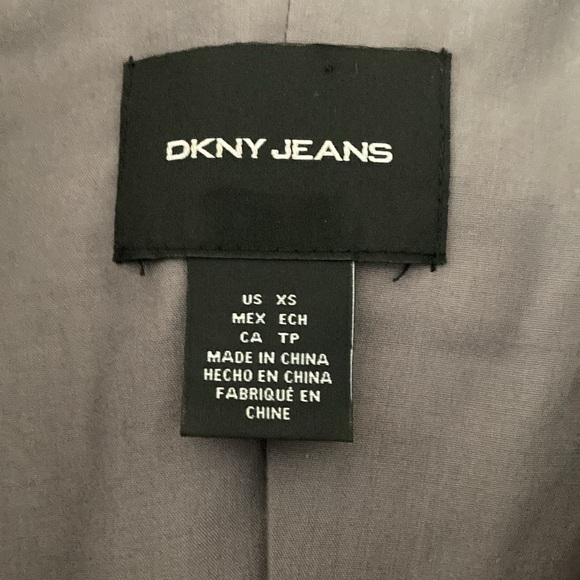 DKNY JEANS
US XS
MEX ECH
CA TP
MADE IN CHINA
HECHO EN CHINA
FABRIQUÉ EN
CHINE